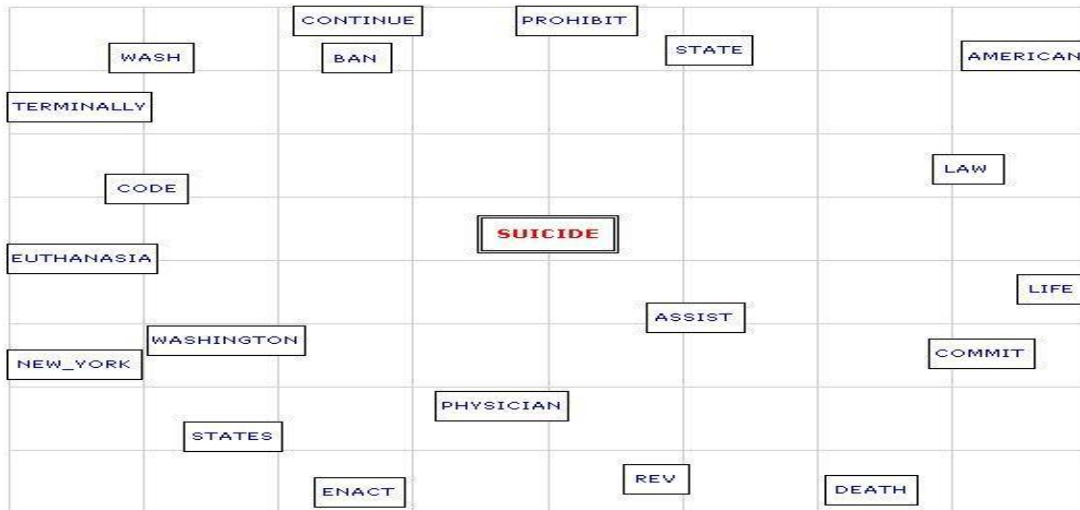 CONTINUE
PROHIBIT
STATE
WASH
BAN
AMERICAN
TERMINALLY
LAW
CODE
SUICIDE
EUTHANASIA
LIFE
ASSIST
WASHINGTON
COMMIT
NEW_YORK
PHYSICIAN
STATES
REV
DEATH
ENACT